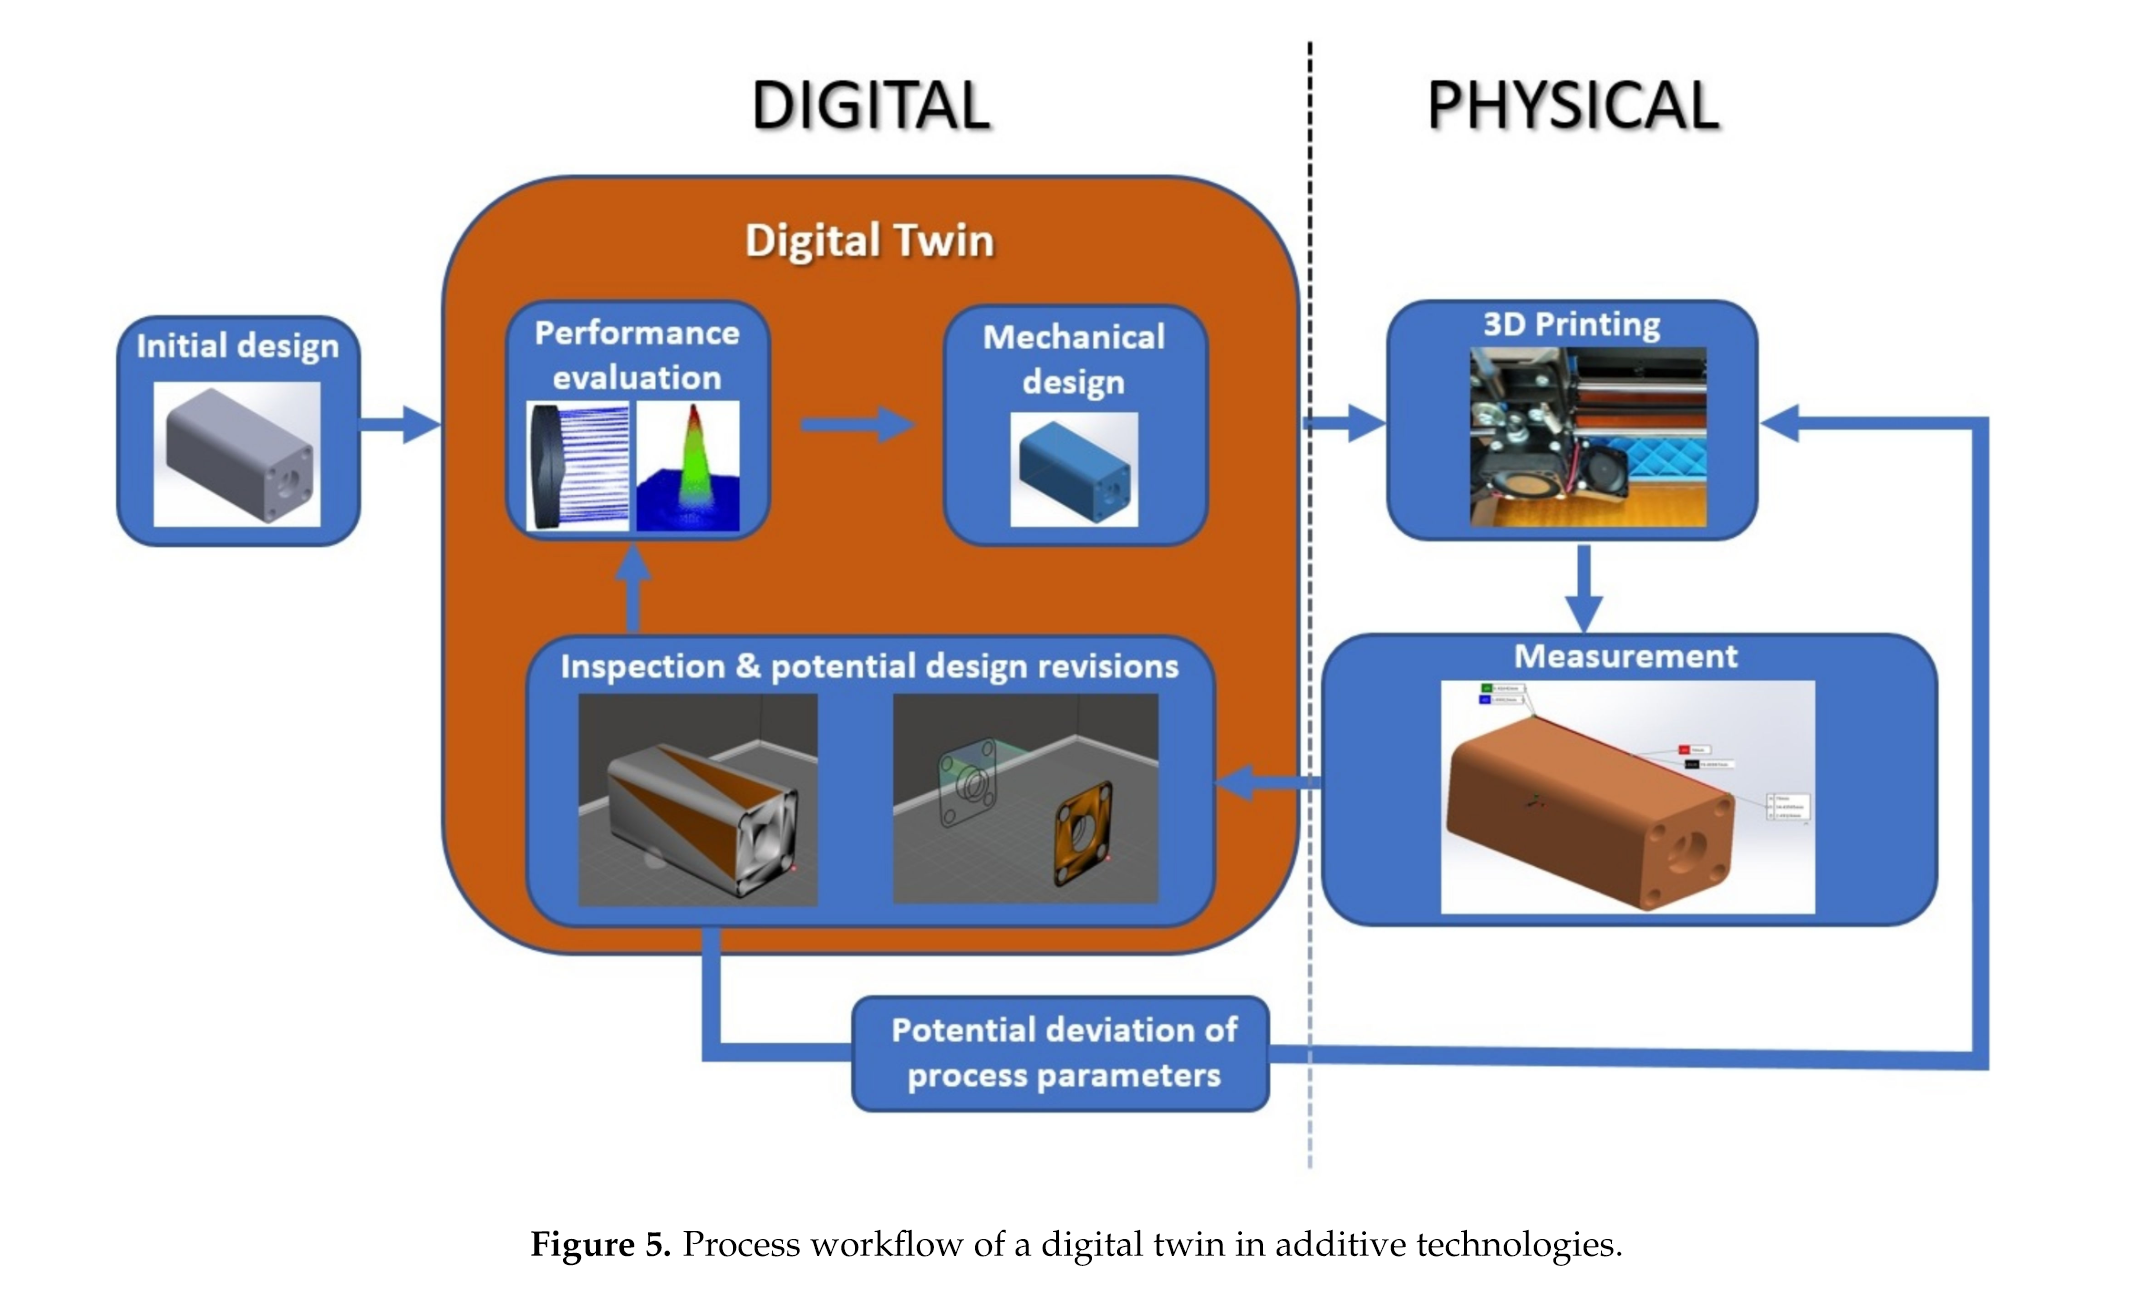 DIGITAL
PHYSICAL
Digital Twin
Initial design
Performance
evaluation
Mechanical
design
3D Printing
Inspection & potential design revisions
Measurement
Potential deviation of
process parameters
Figure 5. Process workflow of a digital twin in additive technologies.